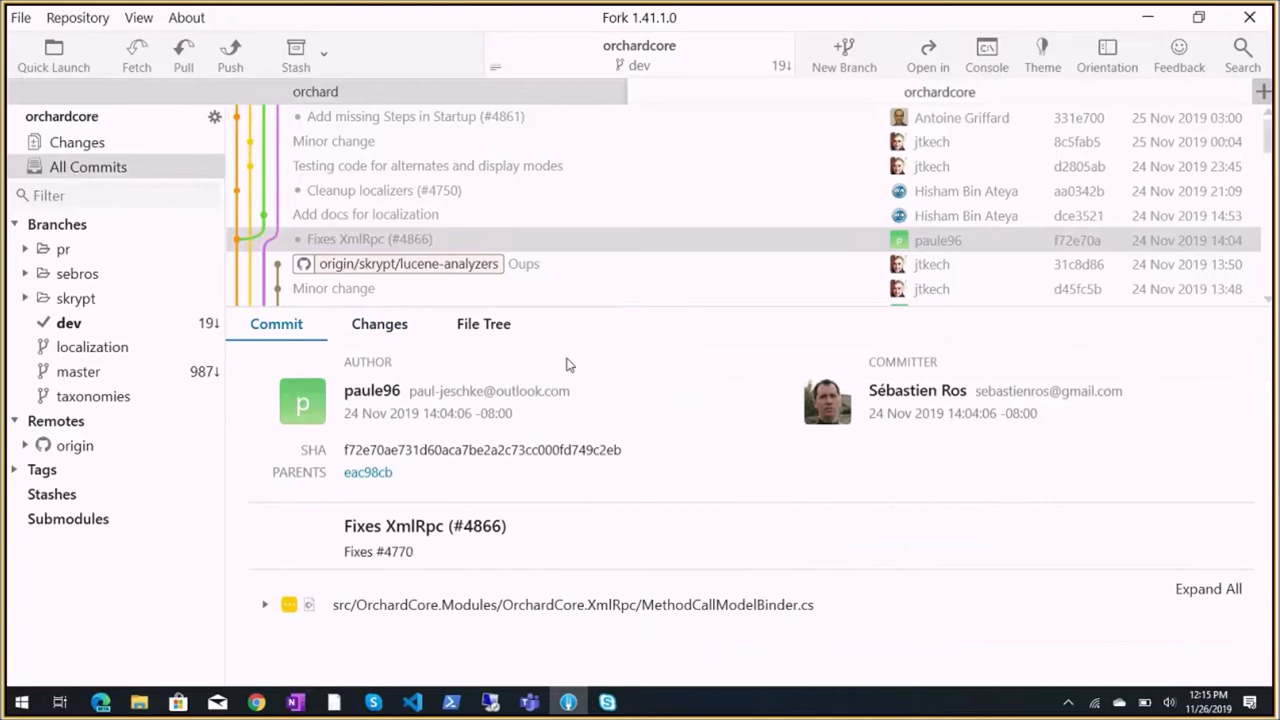 File Repository View About Fork 1.41.1.0
Quick Launch Fetch Pull Push Stash orchardcore dev 19↓ New Branch Open in Console Theme Orientation Feedback Search
orchard orchardcore
orchardcore
Changes
All Commits
Filter
Branches
pr
sebros
skrypt
dev 19↓
localization
master 987↓
taxonomies
Remotes
origin
Tags
Stashes
Submodules
Add missing Steps in Startup (#4861) Antoine Griffard 331e700 25 Nov 2019 03:00
Minor change jtkech 8c5fab5 25 Nov 2019 00:04
Testing code for alternates and display modes jtkech d2805ab 24 Nov 2019 23:45
Cleanup localizers (#4750) Hisham Bin Ateya aa0342b 24 Nov 2019 21:09
Add docs for localization Hisham Bin Ateya dce3521 24 Nov 2019 14:53
Fixes XmlRpc (#4866) p paule96 f72e70a 24 Nov 2019 14:04
origin/skrypt/lucene-analyzers Oups jtkech 31c8d86 24 Nov 2019 13:50
Minor change jtkech d45fc5b 24 Nov 2019 13:48
Commit Changes File Tree
AUTHOR COMMITTER
p paule96 paul-jeschke@outlook.com Sébastien Ros sebastienros@gmail.com
24 Nov 2019 14:04:06 -08:00 24 Nov 2019 14:04:06 -08:00
SHA f72e70ae731d60aca7be2a2c73cc000fd749c2eb
PARENTS eac98cb
Fixes XmlRpc (#4866)
Fixes #4770
Expand All
src/OrchardCore.Modules/OrchardCore.XmlRpc/MethodCallModelBinder.cs
12:15 PM
11/26/2019